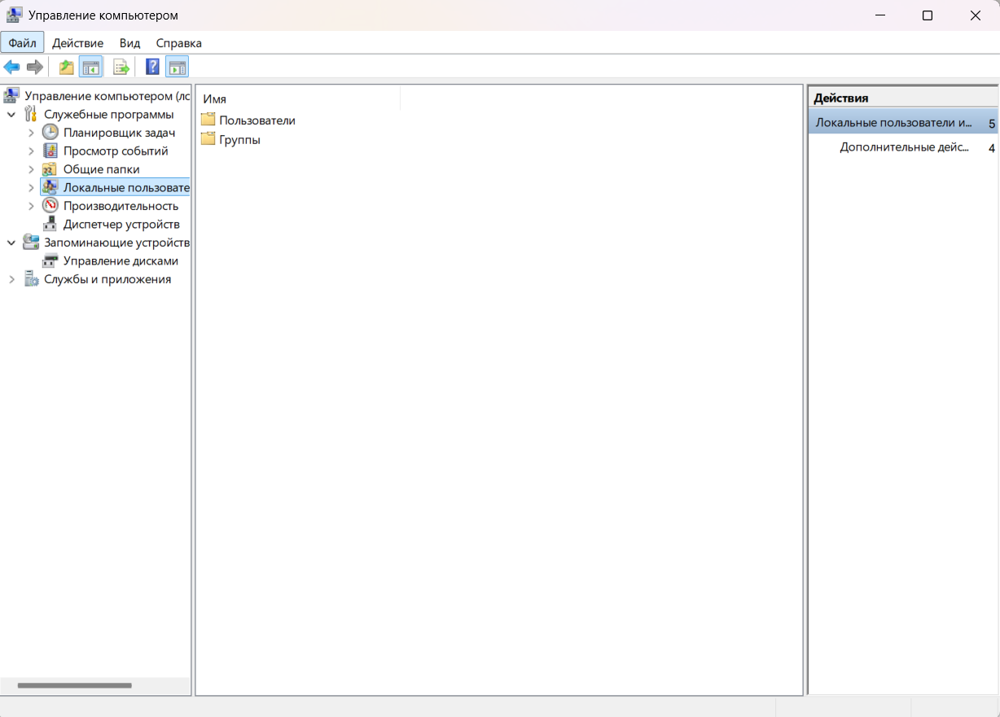 Управление компьютером
Файл Действие Вид Справка
Управление компьютером (лс
Служебные программы
Планировщик задач
Просмотр событий
Общие папки
Локальные пользовате
Производительность
Диспетчер устройств
Запоминающие устройств
Управление дисками
Службы и приложения
Имя
Пользователи
Группы
Действия
Локальные пользователи и... 5
Дополнительные дейс... 4